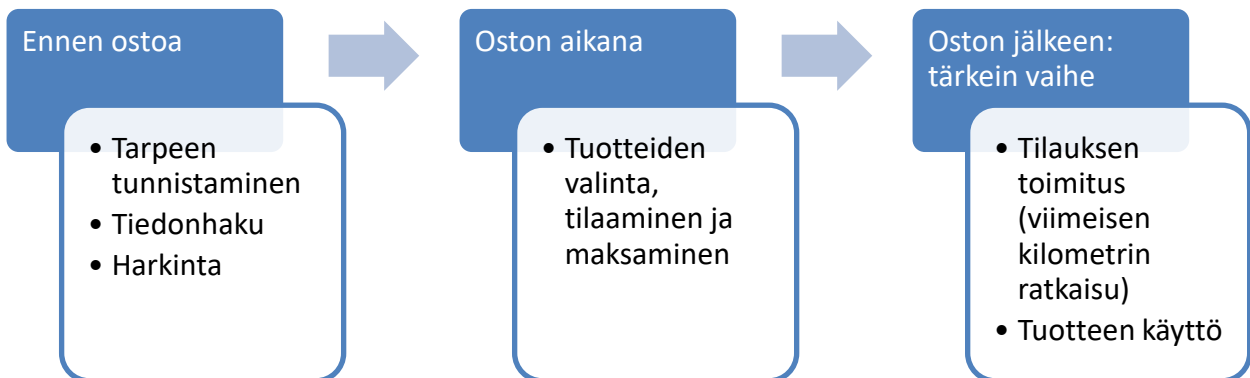 Ennen ostoa
• Tarpeen
tunnistaminen
• Tiedonhaku
• Harkinta
Oston aikana
• Tuotteiden
valinta,
tilaaminen ja
maksaminen
Oston jälkeen:
tärkein vaihe
• Tilauksen
toimitus
(viimeisen
kilometrin
ratkaisu)
• Tuotteen käyttö